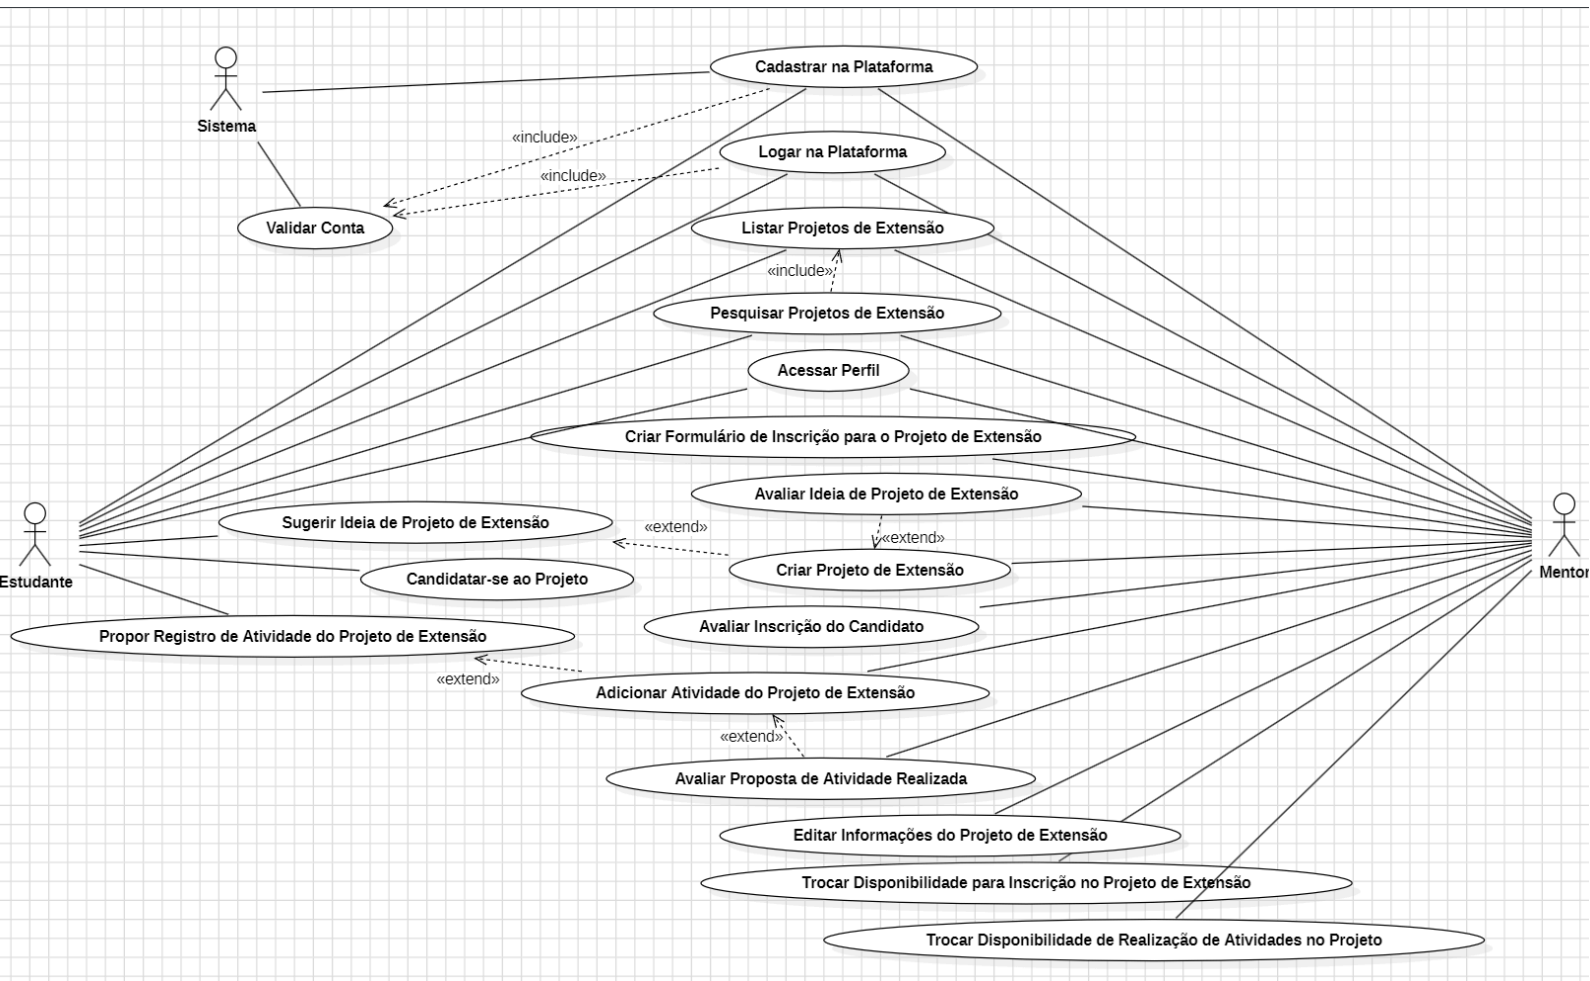 Cadastrar na Plataforma
Sistema
«include»
Logar na Plataforma
«include»
Validar Conta
Listar Projetos de Extensão
«include»
Pesquisar Projetos de Extensão
Acessar Perfil
Criar Formulário de Inscrição para o Projeto de Extensão
Avaliar Ideia de Projeto de Extensão
Sugerir Ideia de Projeto de Extensão
«extend»
«extend»
Criar Projeto de Extensão
Mentor
Estudante
Candidatar-se ao Projeto
Avaliar Inscrição do Candidato
Propor Registro de Atividade do Projeto de Extensão
«extend»
Adicionar Atividade do Projeto de Extensão
«extend»
Avaliar Proposta de Atividade Realizada
Editar Informações do Projeto de Extensão
Trocar Disponibilidade para Inscrição no Projeto de Extensão
Trocar Disponibilidade de Realização de Atividades no Projeto